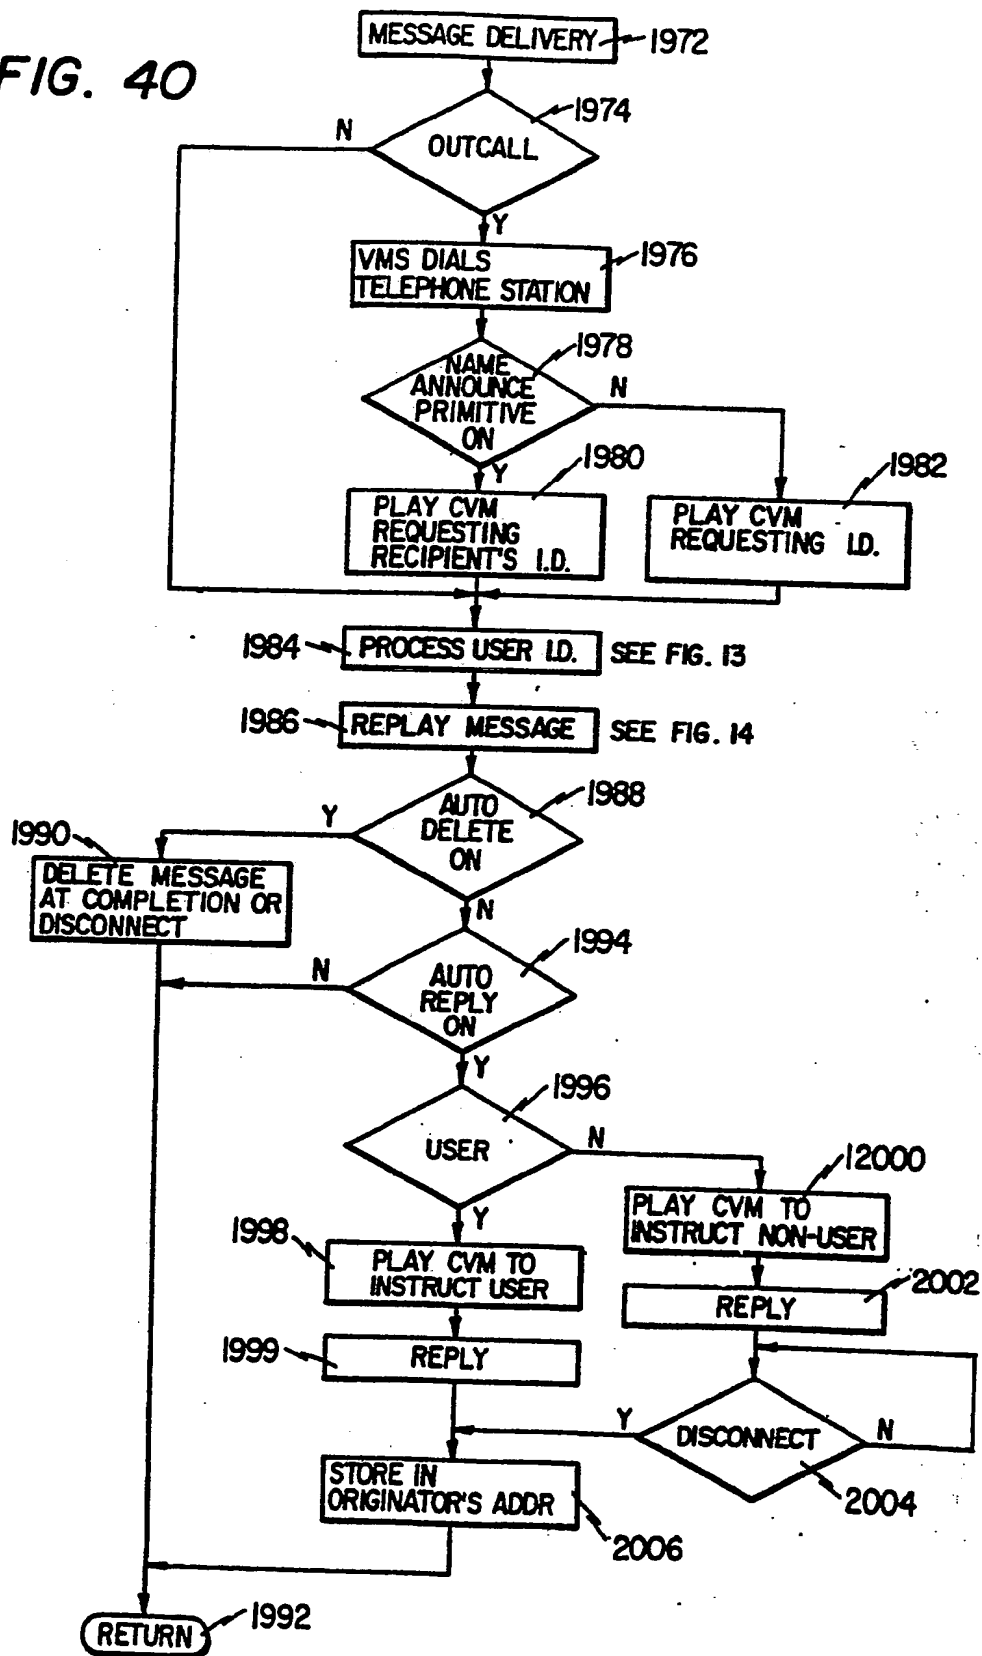 FIG. 40
MESSAGE DELIVERY
1972
1974
N
OUTCALL
Y
1976
VMS DIALS
TELEPHONE STATION
1978
NAME
ANNOUNCE
PRIMITIVE
ON
N
Y
1980
PLAY CVM
REQUESTING
RECIPIENT'S I.D.
1982
PLAY CVM
REQUESTING I.D.
1984
PROCESS USER I.D.
SEE FIG. 13
1986
REPLAY MESSAGE
SEE FIG. 14
1988
Y
AUTO
DELETE
ON
N
1990
DELETE MESSAGE
AT COMPLETION OR
DISCONNECT
1994
N
AUTO
REPLY
ON
Y
1996
USER
N
Y
12000
PLAY CVM TO
INSTRUCT NON-USER
1998
PLAY CVM TO
INSTRUCT USER
2002
REPLY
1999
REPLY
Y
DISCONNECT
N
2004
STORE IN
ORIGINATOR'S ADDR
2006
RETURN
1992